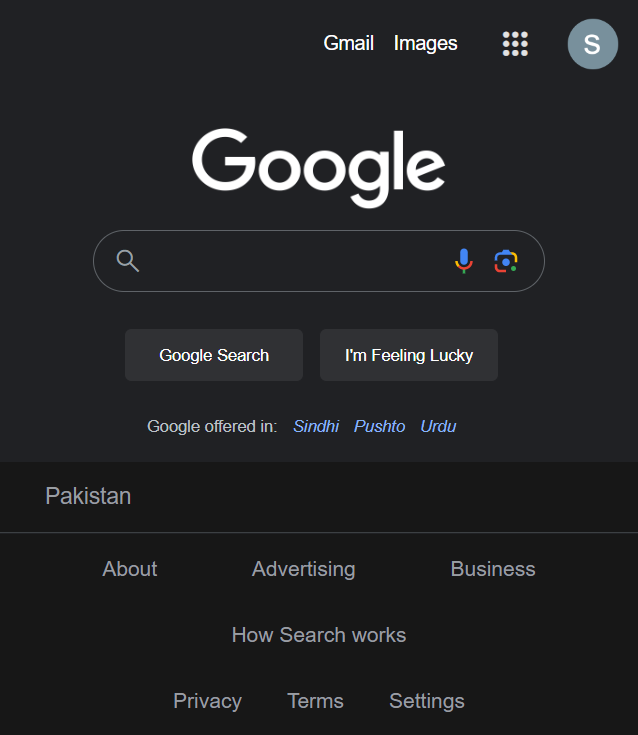 Gmail Images S
Google
Google Search I'm Feeling Lucky
Google offered in: Sindhi Pushto Urdu
Pakistan
About Advertising Business
How Search works
Privacy Terms Settings